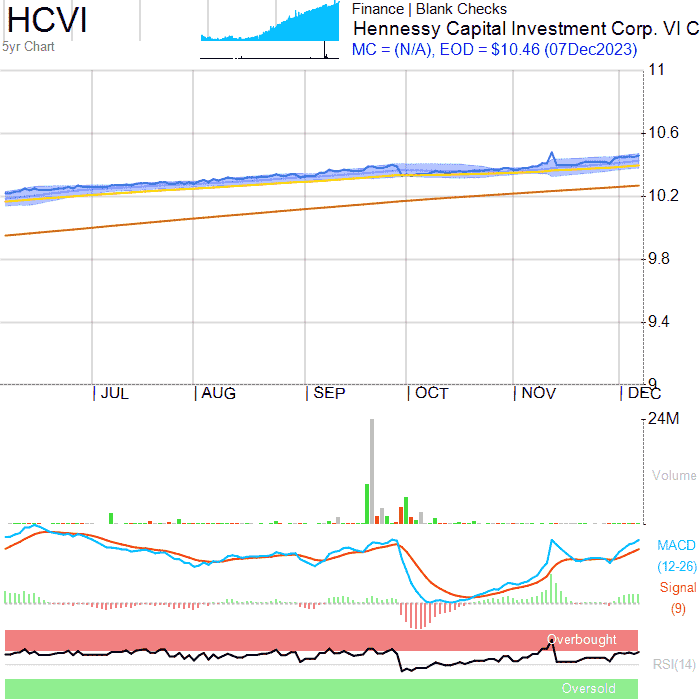 HCVI
5yr Chart
Finance | Blank Checks
Hennessy Capital Investment Corp. VI C
MC = (N/A), EOD = $10.46 (07Dec2023)
11
10.6
10.2
9.8
9.4
9
JUL AUG SEP OCT NOV DEC
24M
Volume
MACD
(12-26)
Signal
(9)
Overbought
RSI(14)
Oversold